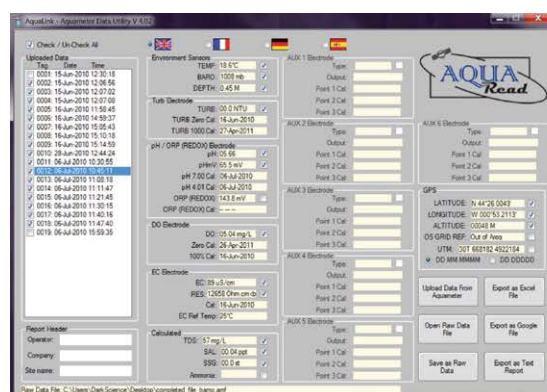 AquaLink - Aquameter Data Utility V 4.02
Check / Un-Check All
Uploaded Data
Tag Date Time
0001: 15-Jun-2010 12:30:18
0002: 15-Jun-2010 12:06:56
0003: 15-Jun-2010 12:07:02
0004: 15-Jun-2010 12:07:08
0005: 15-Jun-2010 11:58:45
0006: 16-Jun-2010 14:59:37
0007: 16-Jun-2010 15:05:43
0008: 16-Jun-2010 15:10:18
0009: 16-Jun-2010 15:14:59
0010: 20-Jun-2010 12:44:24
0011: 06-Jul-2010 10:30:55
0012: 06-Jul-2010 10:45:11
0013: 06-Jul-2010 11:08:18
0014: 06-Jul-2010 11:11:47
0015: 06-Jul-2010 11:21:45
0016: 06-Jul-2010 11:30:15
0017: 06-Jul-2010 11:40:16
0018: 06-Jul-2010 11:47:40
0019: 06-Jul-2010 15:59:35
Report Header
Operator:
Company:
Site name:
Environment Sensors
TEMP: 18.6°C
BARO: 1008 mb
DEPTH: 0.45 M
Turb Electrode
TURB: 00.0 NTU
TURB Zero Cal: 16-Jun-2010
TURB 1000 Cal: 27-Apr-2011
pH / ORP (REDOX) Electrode
pH: 05.66
pHmV: 65.5 mV
pH 7.00 Cal: 06-Jul-2010
pH 4.01 Cal: 06-Jul-2010
ORP (REDOX): 143.8 mV
ORP (REDOX) Cal: -- -- --
DO Electrode
DO: 05.04 mg/L
Zero Cal: 26-Apr-2011
100% Cal: 16-Jun-2010
EC Electrode
EC: 89 uS/cm
RES: 12658 Ohm·cm
Cal: 16-Jun-2010
EC Ref Temp: 25°C
Calculated
TDS: 57 mg/L
SAL: 00.04 ppt
SSG: 00.0 st
Ammonia:
AUX 1 Electrode
Type:
Output:
Point 1 Cal:
Point 2 Cal:
Point 3 Cal:
AUX 2 Electrode
Type:
Output:
Point 1 Cal:
Point 2 Cal:
Point 3 Cal:
AUX 3 Electrode
Type:
Output:
Point 1 Cal:
Point 2 Cal:
Point 3 Cal:
AUX 4 Electrode
Type:
Output:
Point 1 Cal:
Point 2 Cal:
Point 3 Cal:
AUX 5 Electrode
Type:
Output:
Point 1 Cal:
Point 2 Cal:
Point 3 Cal:
AQUA
Read
AUX 6 Electrode
Type:
Output:
Point 1 Cal:
Point 2 Cal:
Point 3 Cal:
GPS
LATITUDE: N 44°26.0043'
LONGITUDE: W 000°53.2113'
ALTITUDE: 00048 M
OS GRID REF: Out of Area
UTM: 30T 668182 4922184
DD MM.MMMM DD.DDDDD
Upload Data From Aquameter
Export as Excel File
Open Raw Data File
Export as Google File
Save as Raw Data
Export as Text Report
Raw Data File: C:\Users\DarkScience\Desktop\completed_file_bamo.amf